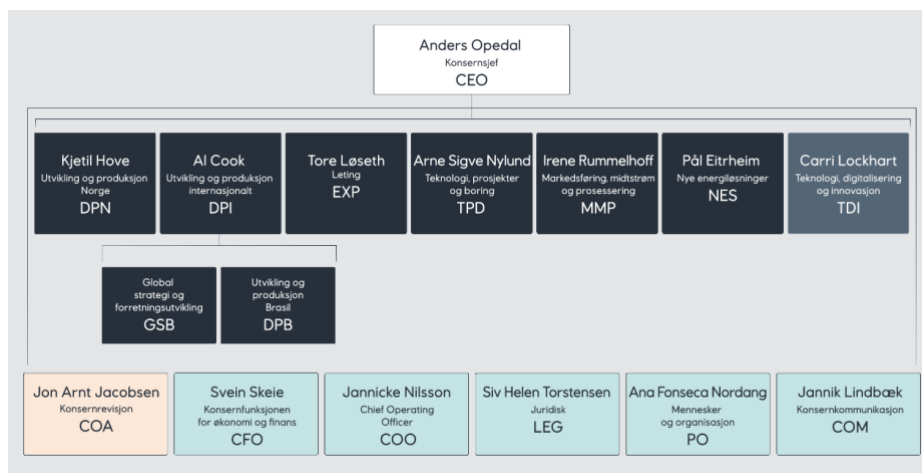 Anders Opedal
Konsernsjef
CEO
Kjetil Hove
Utvikling og produksjon
Norge
DPN
Al Cook
Utvikling og produksjon
internasjonalt
DPI
Tore Løseth
Leting
EXP
Arne Sigve Nylund
Teknologi, prosjekter
og boring
TPD
Irene Rummelhoff
Markedsføring, midtstrøm
og prosessering
MMP
Pål Eitrheim
Nye energiløsninger
NES
Carri Lockhart
Teknologi, digitalisering
og innovasjon
TDI
Global
strategi og
forretningsutvikling
GSB
Utvikling og
produksjon
Brasil
DPB
Jon Arnt Jacobsen
Konsernrevisjon
COA
Svein Skeie
Konsernfunksjonen
for økonomi og finans
CFO
Jannicke Nilsson
Chief Operating
Officer
COO
Siv Helen Torstensen
Juridisk
LEG
Ana Fonseca Nordang
Mennesker
og organisasjon
PO
Jannik Lindbæk
Konsernkommunikasjon
COM